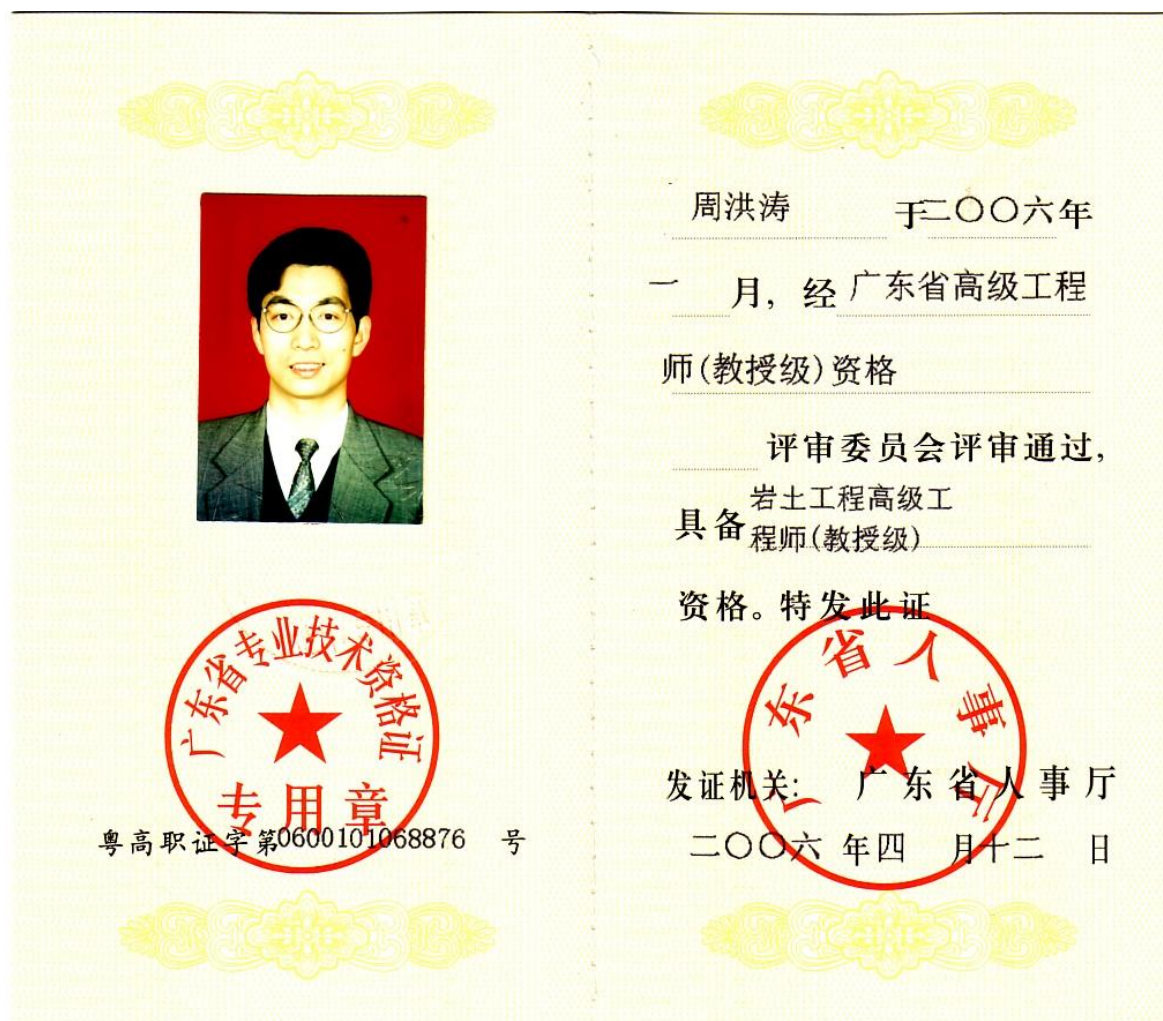 广东省专业技术资格证
专用章
粤高职证字第0600101068876 号
周洪涛 于二〇〇六年
一 月，经广东省高级工程
师(教授级)资格
评审委员会评审通过，
具备岩土工程高级工
程师(教授级)
资格。特发此证
广东省人事厅
发证机关: 广东省人事厅
二〇〇六 年四 月十二 日